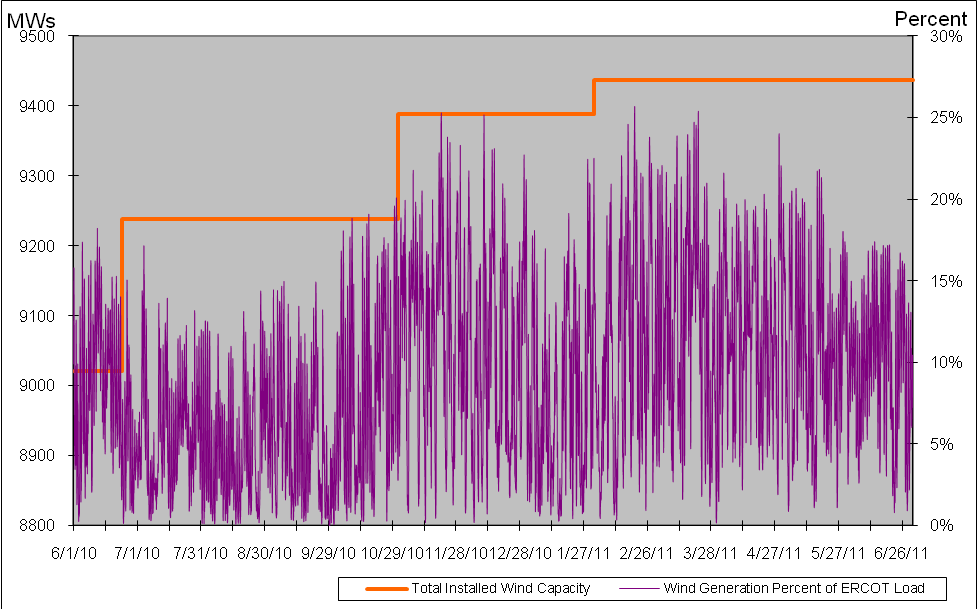 MWs Percent
9500 30%
9400 25%
9300 20%
9200 15%
9100
9000 10%
8900 5%
8800 0%
6/1/10 7/1/10 7/31/10 8/30/10 9/29/10 10/29/10 11/28/10 12/28/10 1/27/11 2/26/11 3/28/11 4/27/11 5/27/11 6/26/11
Total Installed Wind Capacity Wind Generation Percent of ERCOT Load